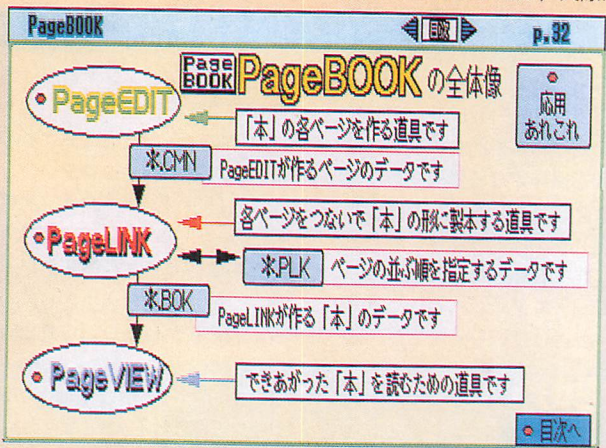 PageBOOK
目次
p.32
Page
BOOK
PageBOOKの全体像
応用
あれこれ
PageEDIT
「本」の各ページを作る道具です
*.CMN
PageEDITが作るページのデータです
各ページをつないで「本」の形に製本する道具です
PageLINK
*.PLK
ページの並ぶ順を指定するデータです
*.BOK
PageLINKが作る「本」のデータです
PageVIEW
できあがった「本」を読むための道具です
目次へ